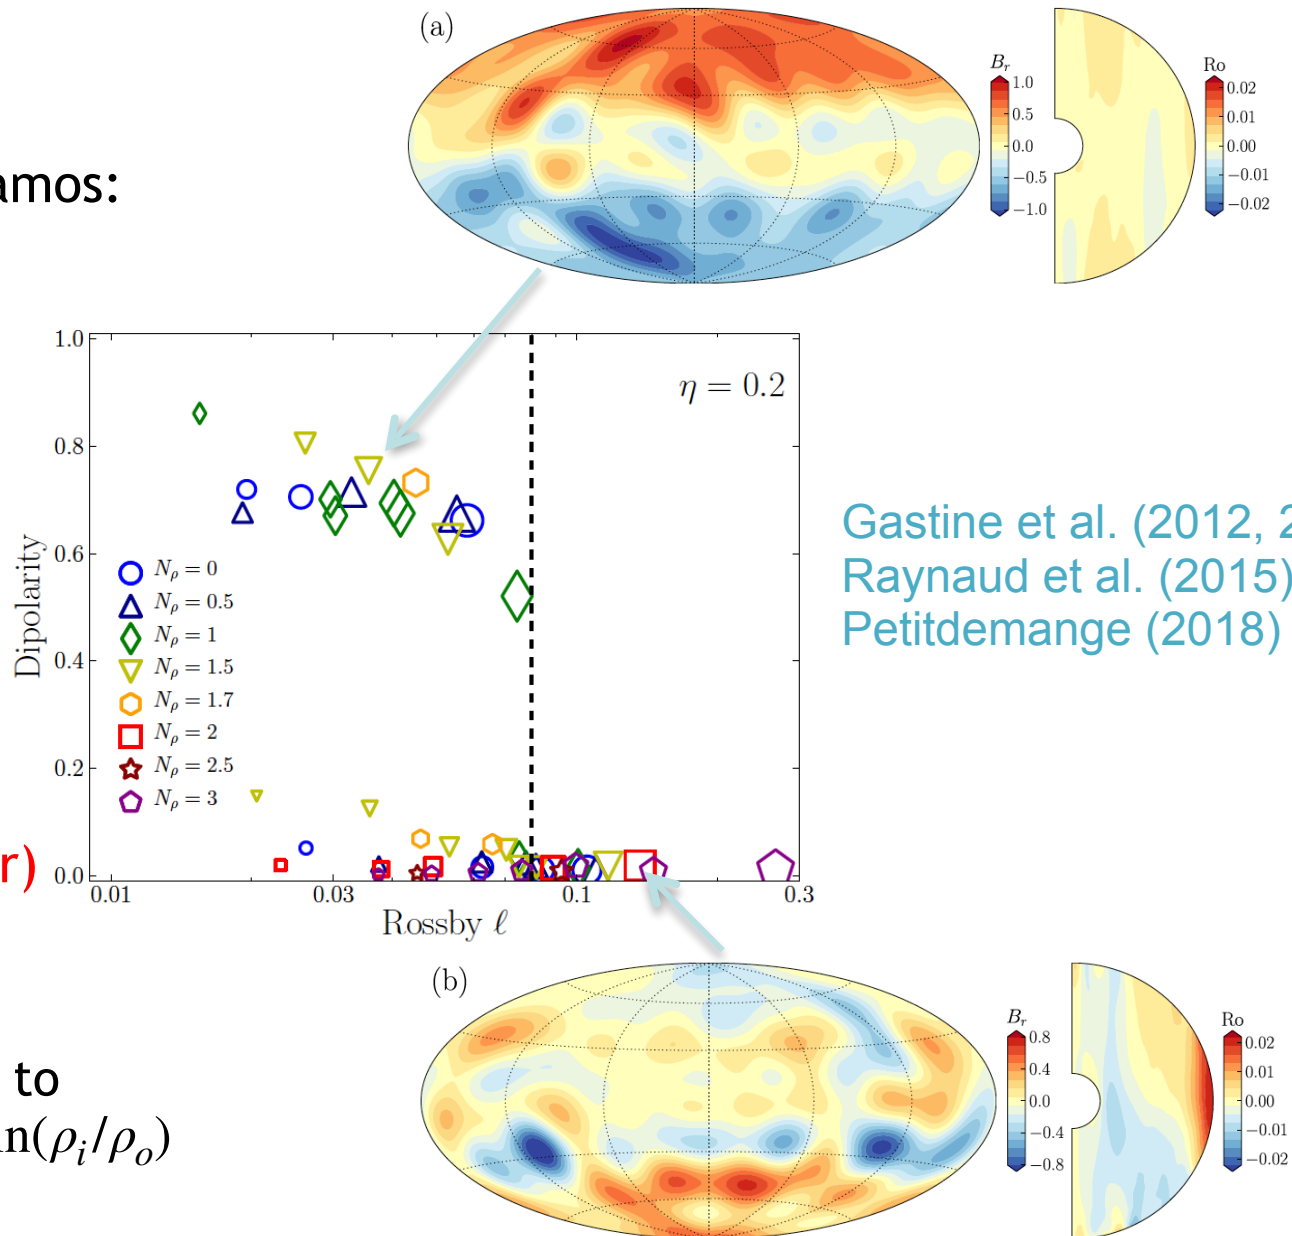 (a)
B_r
1.0
0.5
0.0
−0.5
−1.0
Ro
0.02
0.01
0.00
−0.01
−0.02
amos:
1.0
0.8
0.6
0.4
0.2
0.0
Dipolarity
η = 0.2
N_ρ = 0
N_ρ = 0.5
N_ρ = 1
N_ρ = 1.5
N_ρ = 1.7
N_ρ = 2
N_ρ = 2.5
N_ρ = 3
0.01
0.03
0.1
0.3
Rossby ℓ
Gastine et al. (2012, 2
Raynaud et al. (2015)
Petitdemange (2018)
r)
(b)
B_r
0.8
0.4
0.0
−0.4
−0.8
Ro
0.02
0.01
0.00
−0.01
−0.02
to
n(ρ_i/ρ_o)